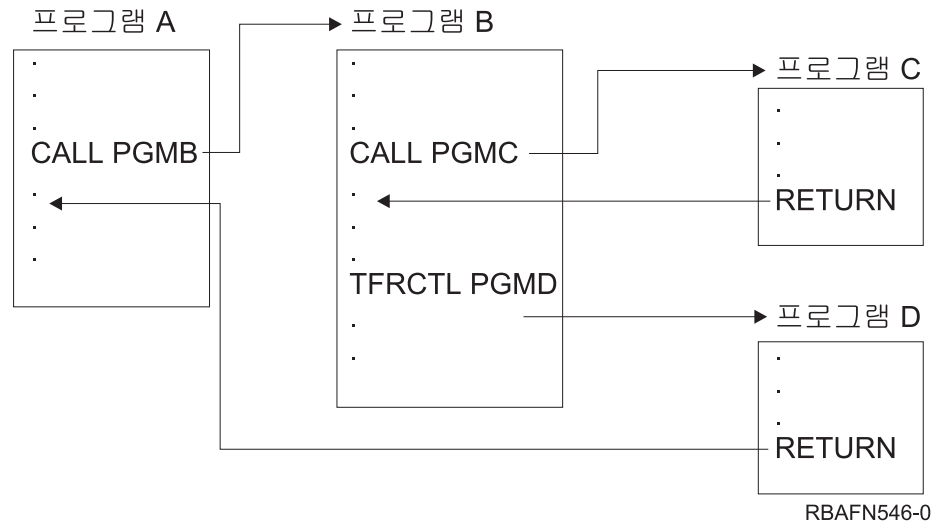 프로그램 A
.
.
.
CALL PGMB
.
.
.
프로그램 B
.
.
.
CALL PGMC
.
.
.
TFRCTL PGMD
.
.
프로그램 C
.
.
.
RETURN
프로그램 D
.
.
.
RETURN
RBAFN546-0